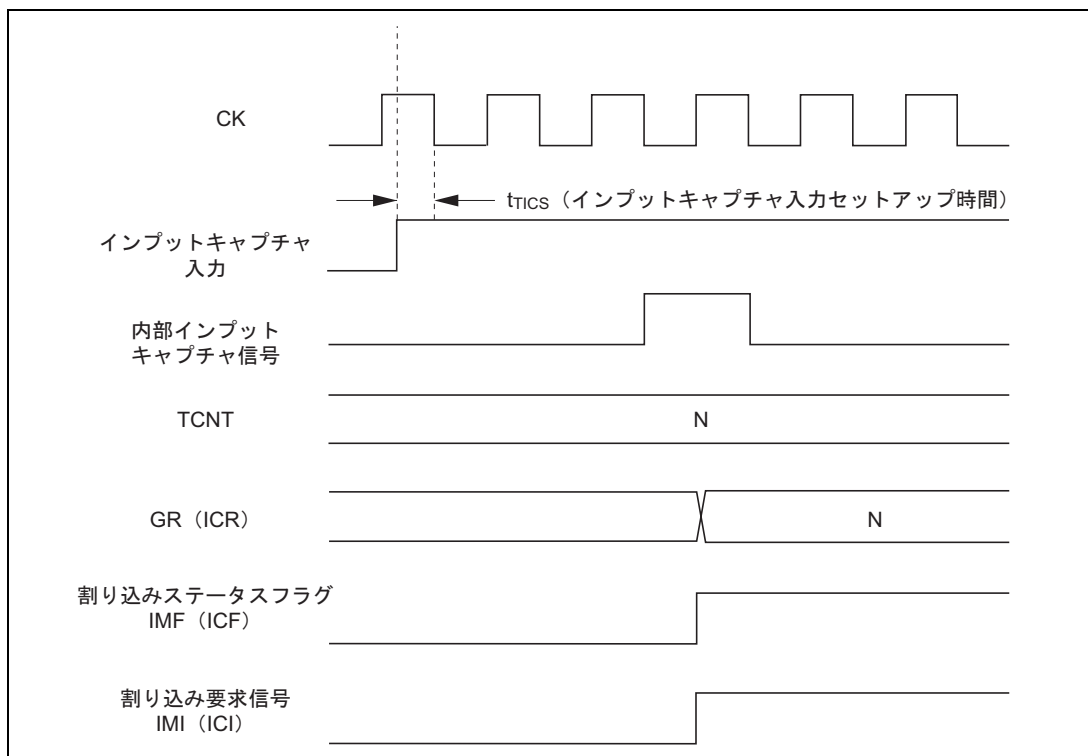 CK
tTICS（インプットキャプチャ入力セットアップ時間）
インプットキャプチャ
入力
内部インプット
キャプチャ信号
TCNT
N
GR（ICR）
N
割り込みステータスフラグ
IMF（ICF）
割り込み要求信号
IMI（ICI）